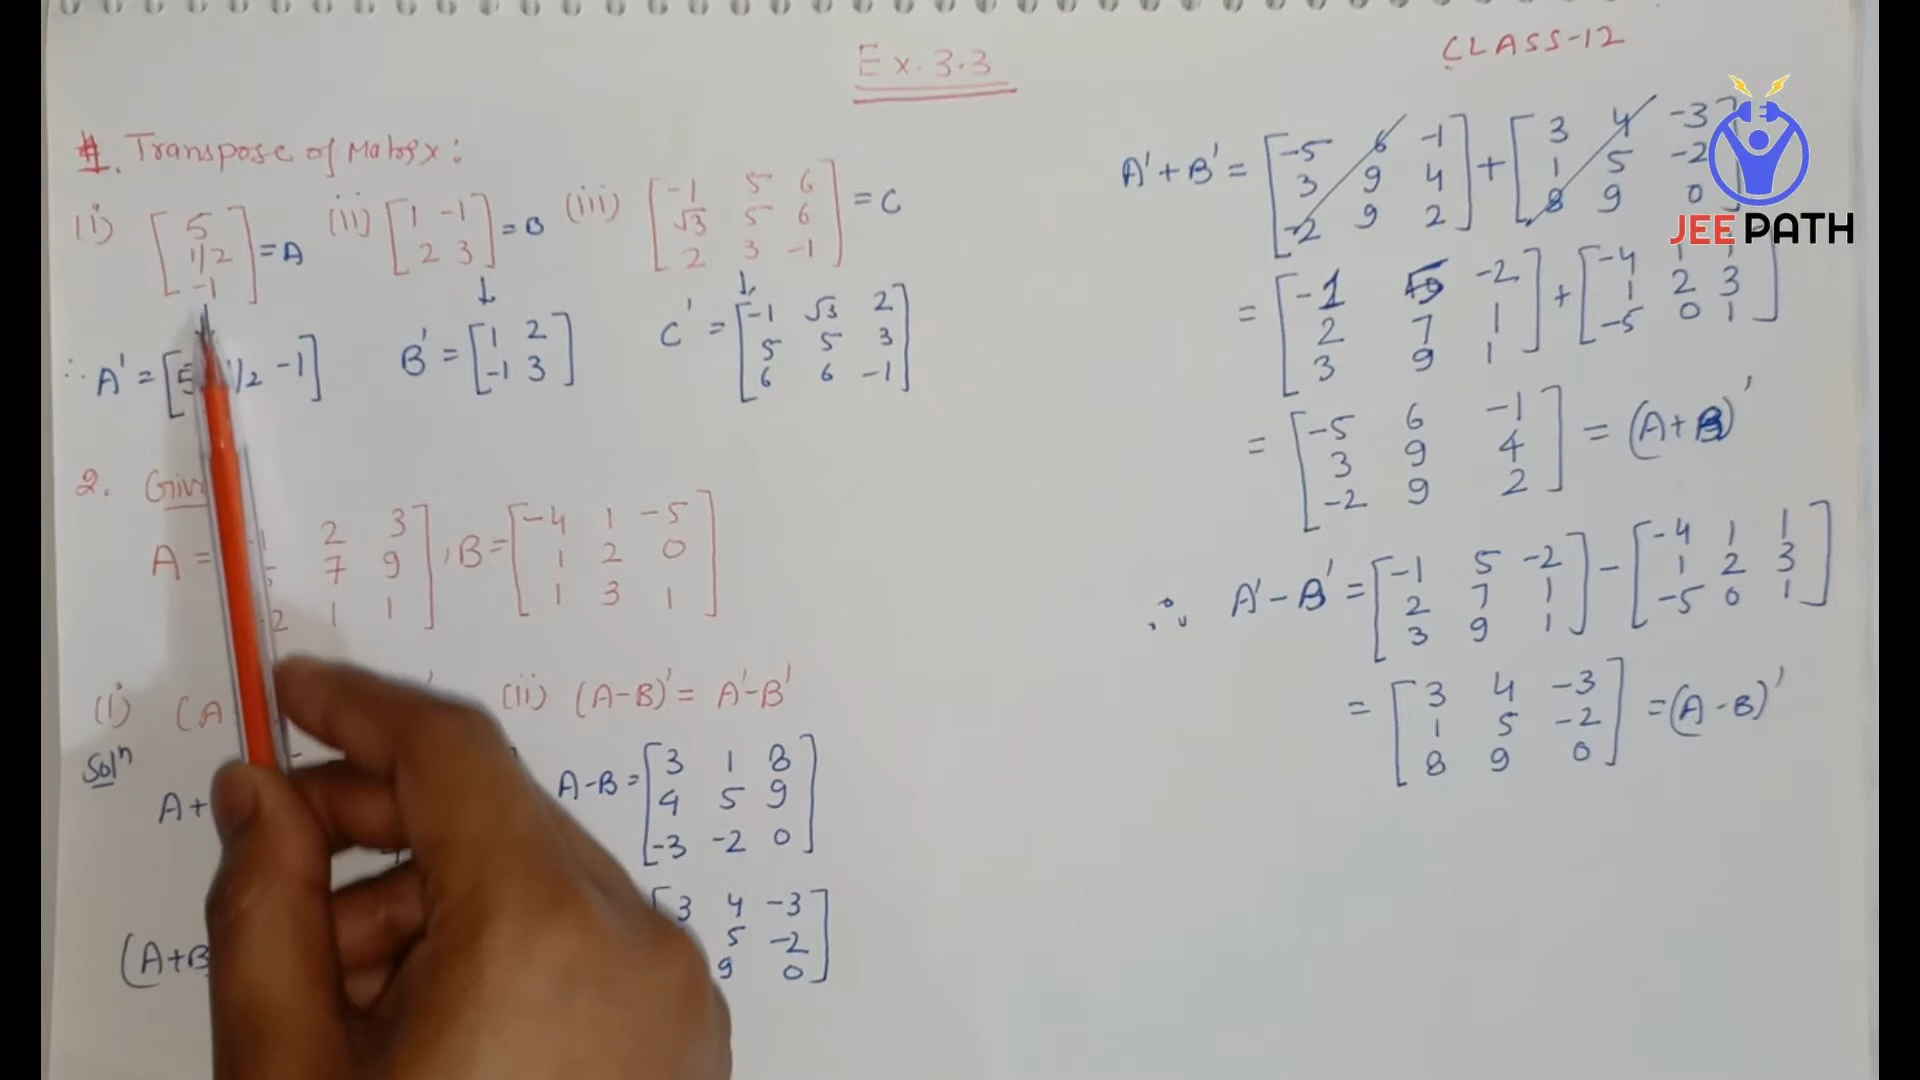 Ex. 3.3
CLASS-12
JEE PATH
1. Transpose of Matrix:
(i) [5 1/2 -1] = A (ii) [1 -1 2 3] = B (iii) [-1 5 6 √3 5 6 2 3 -1] = C
∴ A' = [5 1/2 -1] B' = [1 2 -1 3] C' = [-1 √3 2 5 5 3 6 6 -1]
2.
A = 2 3 7 9 1 1], B = [-4 1 -5 1 2 0 1 3 1]
(i) (A (ii) (A-B)' = A'-B'
Solⁿ
A+ A-B = [3 1 8 4 5 9 -3 -2 0]
(A+B [3 4 -3 5 -2 9 0]
A'+B' = [-5 6 -1 3 9 4 -2 9 2] + [3 4 -3 1 5 -2 8 9 0
= [-1 5 -2 2 7 1 3 9 1] + [-4 1 1 1 2 3 -5 0 1]
= [-5 6 -1 3 9 4 -2 9 2] = (A+B)'
∴ A'-B' = [-1 5 -2 2 7 1 3 9 1] - [-4 1 1 1 2 3 -5 0 1]
= [3 4 -3 1 5 -2 8 9 0] = (A-B)'